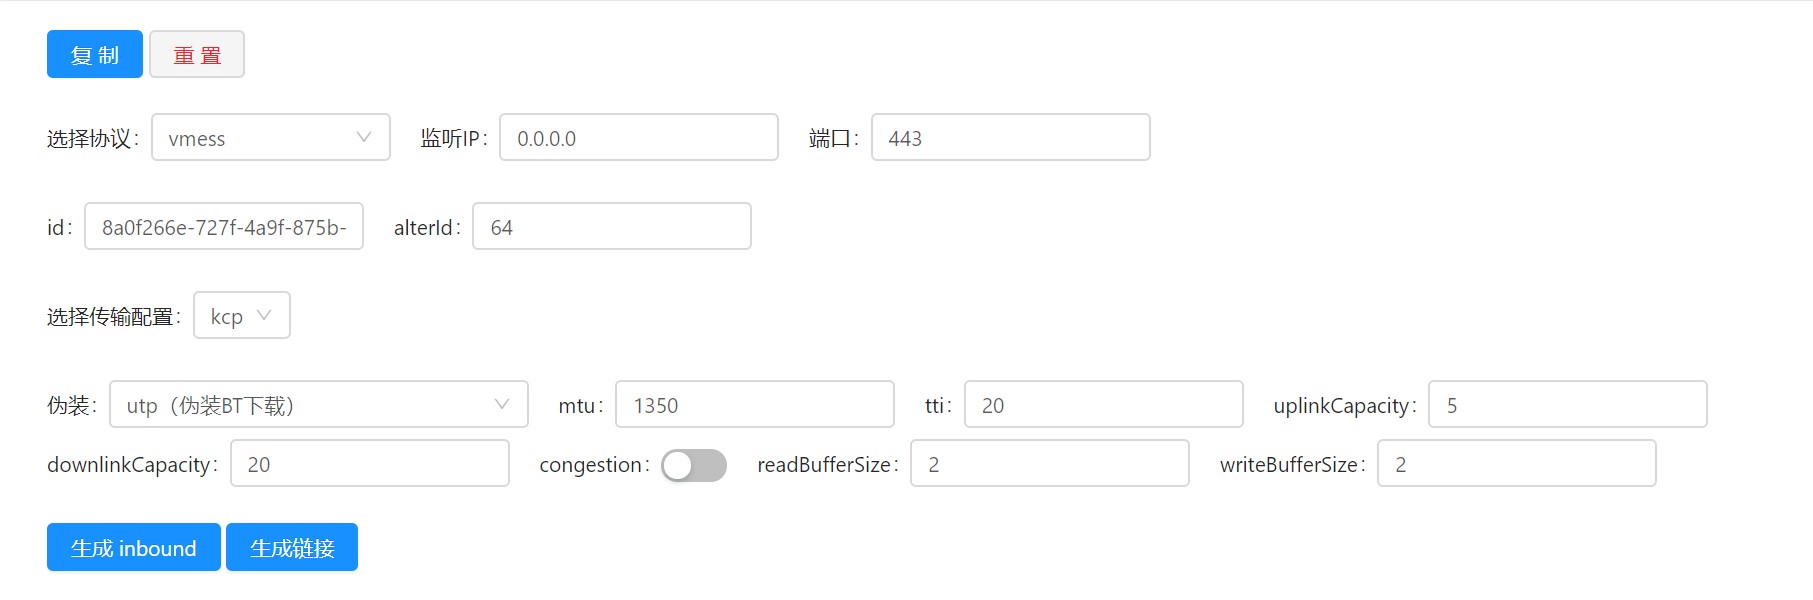 复 制 重 置
选择协议: vmess 监听IP: 0.0.0.0 端口: 443
id: 8a0f266e-727f-4a9f-875b- alterId: 64
选择传输配置: kcp
伪装: utp（伪装BT下载） mtu: 1350 tti: 20 uplinkCapacity: 5
downlinkCapacity: 20 congestion: readBufferSize: 2 writeBufferSize: 2
生成 inbound 生成链接